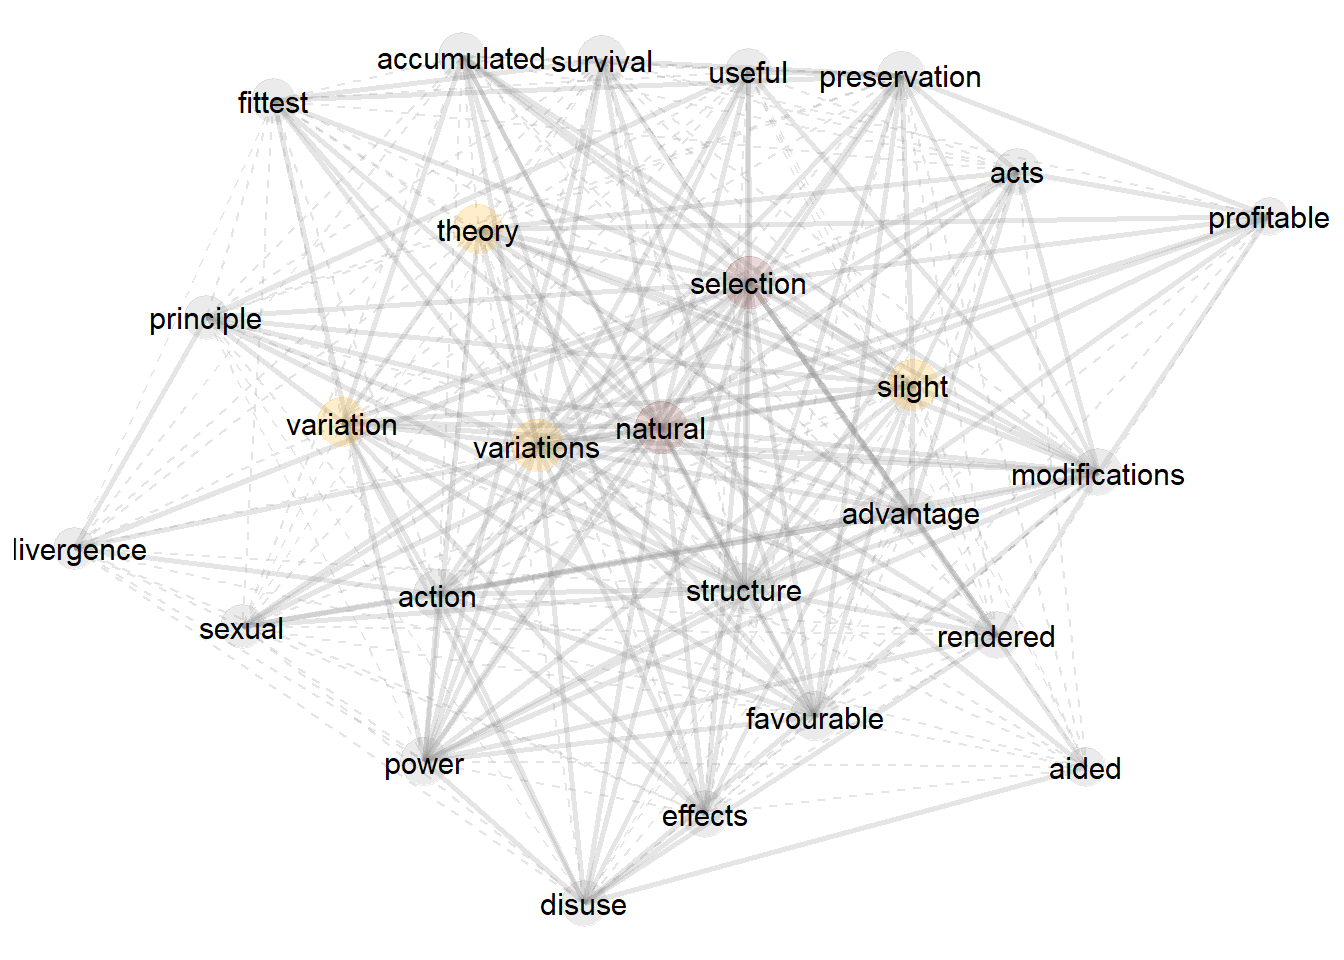 accumulated
survival
useful
preservation
fittest
acts
profitable
theory
selection
principle
slight
variation
variations
natural
modifications
advantage
livergence
action
structure
sexual
rendered
favourable
power
aided
effects
disuse